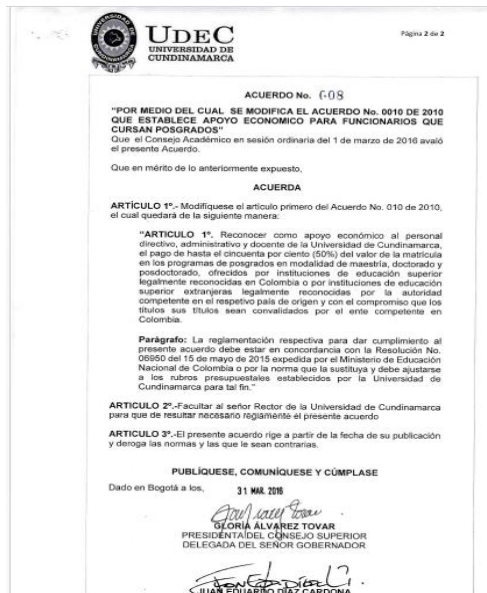 UDEC
UNIVERSIDAD DE
CUNDINAMARCA
Página 2 de 2
ACUERDO No. 008
"POR MEDIO DEL CUAL SE MODIFICA EL ACUERDO No. 0010 DE 2010
QUE ESTABLECE APOYO ECONOMICO PARA FUNCIONARIOS QUE
CURSAN POSGRADOS"
Que el Consejo Académico en sesión ordinaria del 1 de marzo de 2016 avaló
el presente Acuerdo.
Que en mérito de lo anteriormente expuesto,
ACUERDA
ARTÍCULO 1º.- Modifíquese el artículo primero del Acuerdo No. 010 de 2010,
el cual quedará de la siguiente manera:
"ARTICULO 1º. Reconocer como apoyo económico al personal
directivo, administrativo y docente de la Universidad de Cundinamarca,
el pago de hasta el cincuenta por ciento (50%) del valor de la matrícula
en los programas de posgrados en modalidad de maestría, doctorado y
posdoctorado, ofrecidos por instituciones de educación superior
legalmente reconocidas en Colombia o por instituciones de educación
superior extranjeras legalmente reconocidas por la autoridad
competente en el respetivo país de origen y con el compromiso que los
títulos sus títulos sean convalidados por el ente competente en
Colombia.
Parágrafo: La reglamentación respectiva para dar cumplimiento al
presente acuerdo debe estar en concordancia con la Resolución No.
06950 del 15 de mayo de 2015 expedida por el Ministerio de Educación
Nacional de Colombia o por la norma que la sustituya y debe ajustarse
a los rubros presupuestales establecidos por la Universidad de
Cundinamarca para tal fin."
ARTÍCULO 2º.-Facultar al señor Rector de la Universidad de Cundinamarca
para que de resultar necesario reglamente el presente acuerdo
ARTICULO 3º.-El presente acuerdo rige a partir de la fecha de su publicación
y deroga las normas y las que le sean contrarias.
PUBLÍQUESE, COMUNÍQUESE Y CÚMPLASE
Dado en Bogotá a los, 31 MAR. 2016
GLORIA ÁLVAREZ TOVAR
PRESIDENTA DEL CONSEJO SUPERIOR
DELEGADA DEL SEÑOR GOBERNADOR
JUAN EDUARDO DÍAZ CARDONA